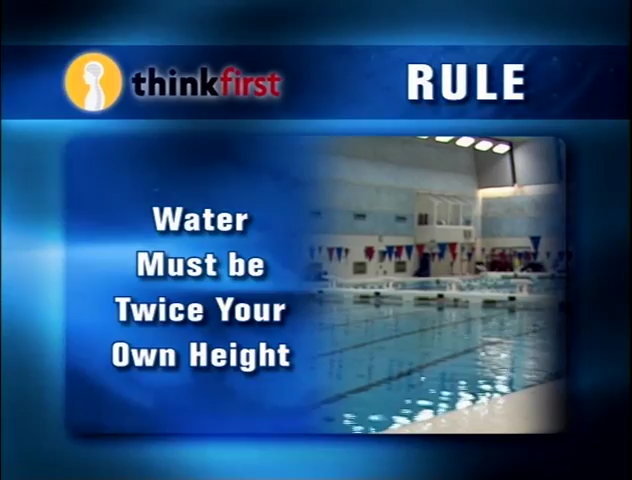 thinkfirst
RULE
Water
Must be
Twice Your
Own Height